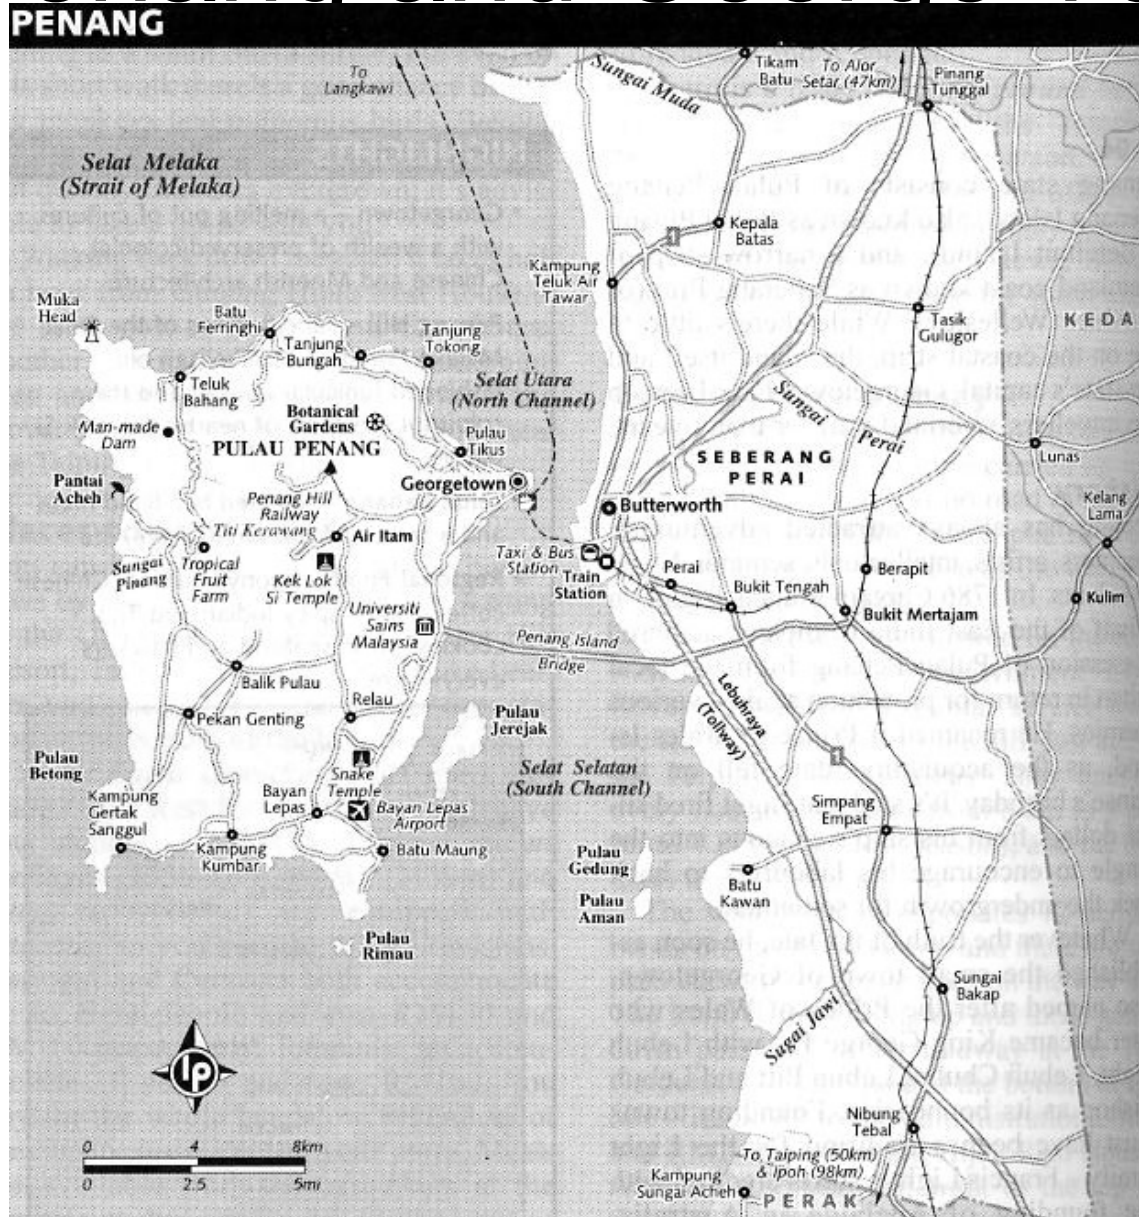 PENANG
To
Langkawi
Sungai Muda
Tikam
Batu
To Alor
Setar (47km)
Pinang
Tunggal
Selat Melaka
(Strait of Melaka)
Kepala
Batas
1
Kampung
Teluk Air
Tawar
Muka
Head
Batu
Ferringhi
Tanjung
Bungah
Tanjung
Tokong
Tasik
Gulugor
KEDA
Teluk
Bahang
Selat Utara
(North Channel)
Botanical
Gardens
Man-made
Dam
PULAU PENANG
Pulau
Tikus
Sungai
Perai
SEBERANG
PERAI
Lunas
Pantai
Acheh
Georgetown
Penang Hill
Railway
Butterworth
Kelang
Lama
Titi Kerawang
Air Itam
Sungai
Pinang
Tropical
Fruit
Farm
Kek Lok
Si Temple
Taxi & Bus
Station
Train
Station
Perai
Bukit Tengah
Berapit
Bukit Mertajam
Kulim
Universiti
Sains
Malaysia
Penang Island
Bridge
Balik Pulau
Relau
Pekan Genting
Pulau
Jerejak
Lebuhraya
(Tollway)
Pulau
Betong
Snake
Temple
Selat Selatan
(South Channel)
1
Kampung
Gertak
Sanggul
Bayan
Lepas
Bayan Lepas
Airport
Simpang
Empat
Kampung
Kumbar
Batu Maung
Pulau
Gedung
Pulau
Aman
Batu
Kawan
Pulau
Rimau
Sungai
Bakap
Sugai Jawi
lp
Nibung
Tebal
0 4 8km
0 2.5 5mi
To Taiping (50km)
& Ipoh (98km)
Kampung
Sungai Acheh
PERAK